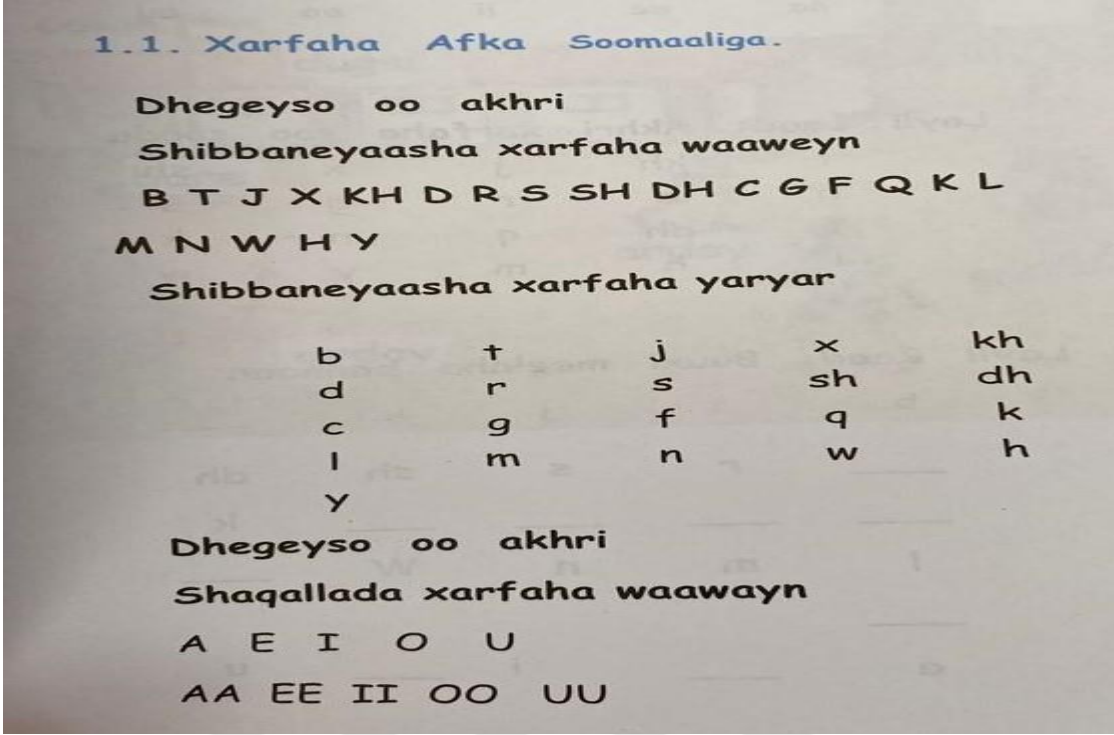 1.1. Xarfaha Afka Soomaaliga.
Dhegeyso oo akhri
Shibbaneyaasha xarfaha waaweyn
B T J X KH D R S SH DH C G F Q K L
M N W H Y
Shibbaneyaasha xarfaha yaryar
b t j x kh
d r s sh dh
c g f q k
l m n w h
y
Dhegeyso oo akhri
Shaqallada xarfaha waawayn
A E I O U
AA EE II OO UU